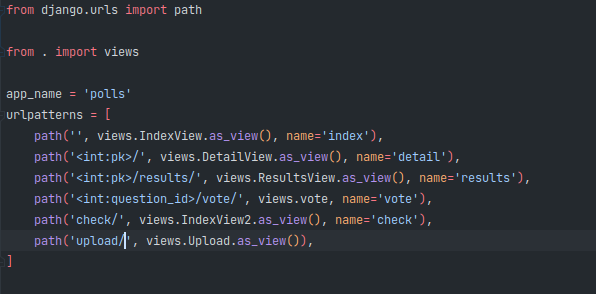 from django.urls import path
from . import views
app_name = 'polls'
urlpatterns = [
path('', views.IndexView.as_view(), name='index'),
path('<int:pk>/', views.DetailView.as_view(), name='detail'),
path('<int:pk>/results/', views.ResultsView.as_view(), name='results'),
path('<int:question_id>/vote/', views.vote, name='vote'),
path('check/', views.IndexView2.as_view(), name='check'),
path('upload/', views.Upload.as_view()),
]